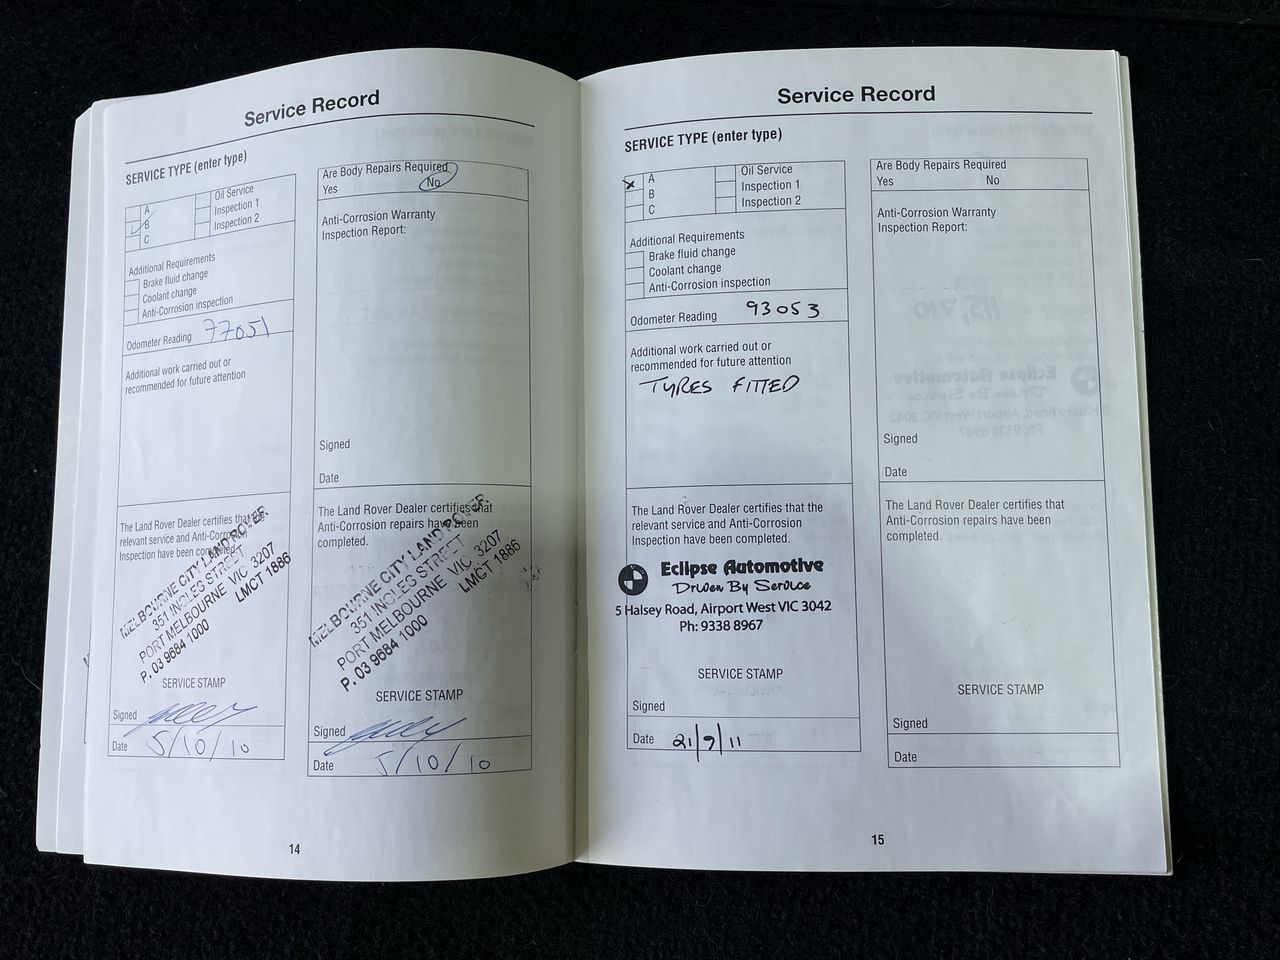 Service Record
SERVICE TYPE (enter type)
A
B
C
Oil Service
Inspection 1
Inspection 2
Additional Requirements
Brake fluid change
Coolant change
Anti-Corrosion inspection
Odometer Reading 77051
Additional work carried out or
recommended for future attention
The Land Rover Dealer certifies that the
relevant service and Anti-Corrosion
Inspection have been completed.
MELBOURNE CITY LAND ROVER
351 INGLES STREET
PORT MELBOURNE VIC 3207
P. 03 9684 1000 LMCT 1886
SERVICE STAMP
Signed
Date 5/10/10
Are Body Repairs Required
Yes No
Anti-Corrosion Warranty
Inspection Report:
Signed
Date
The Land Rover Dealer certifies that
Anti-Corrosion repairs have been
completed.
MELBOURNE CITY LAND ROVER
351 INGLES STREET
PORT MELBOURNE VIC 3207
P. 03 9684 1000 LMCT 1886
SERVICE STAMP
Signed
Date 5/10/10
14
Service Record
SERVICE TYPE (enter type)
x A
B
C
Oil Service
Inspection 1
Inspection 2
Additional Requirements
Brake fluid change
Coolant change
Anti-Corrosion inspection
Odometer Reading 93053
Additional work carried out or
recommended for future attention
TYRES FITTED
The Land Rover Dealer certifies that the
relevant service and Anti-Corrosion
Inspection have been completed.
Eclipse Automotive
Driven By Service
5 Halsey Road, Airport West VIC 3042
Ph: 9338 8967
SERVICE STAMP
Signed
Date 21/9/11
Are Body Repairs Required
Yes No
Anti-Corrosion Warranty
Inspection Report:
Signed
Date
The Land Rover Dealer certifies that
Anti-Corrosion repairs have been
completed.
SERVICE STAMP
Signed
Date
15